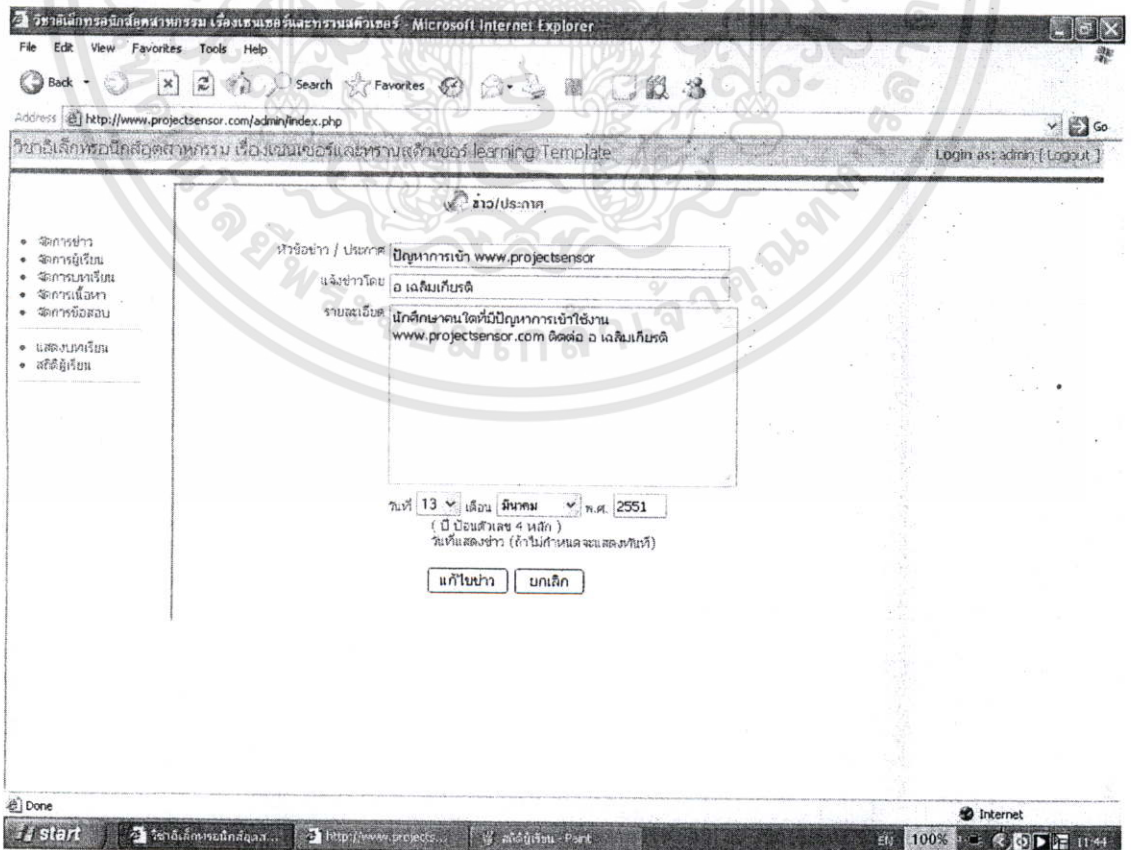 วิชาอิเล็กทรอนิกส์อุตสาหกรรม เรื่องเซนเซอร์และทรานสดิวเซอร์ - Microsoft Internet Explorer
File Edit View Favorites Tools Help
Back Search Favorites
Address http://www.projectsensor.com/admin/index.php Go
วิชาอิเล็กทรอนิกส์อุตสาหกรรม เรื่องเซนเซอร์และทรานสดิวเซอร์ learning Template Login as: admin [ Logout ]
ข่าว/ประกาศ
จัดการข่าว
จัดการผู้เรียน
จัดการบทเรียน
จัดการเนื้อหา
จัดการข้อสอบ
แสดงบทเรียน
สถิติผู้เรียน
หัวข้อข่าว / ประกาศ ปัญหาการเข้า www.projectsensor
แจ้งข่าวโดย อ เฉลิมเกียรติ
รายละเอียด นักศึกษาคนใดที่มีปัญหาการเข้าใช้งาน
www.projectsensor.com ติดต่อ อ เฉลิมเกียรติ
วันที่ 13 เดือน มีนาคม พ.ศ. 2551
( ปี ป้อนตัวเลข 4 หลัก )
วันที่แสดงข่าว (ถ้าไม่กำหนดจะแสดงทันที)
แก้ไขข่าว ยกเลิก
Done Internet
start วิชาอิเล็กทรอนิกส์อุตส... http://www.projects... สถิติผู้เรียน - Paint EN 100% 11:44